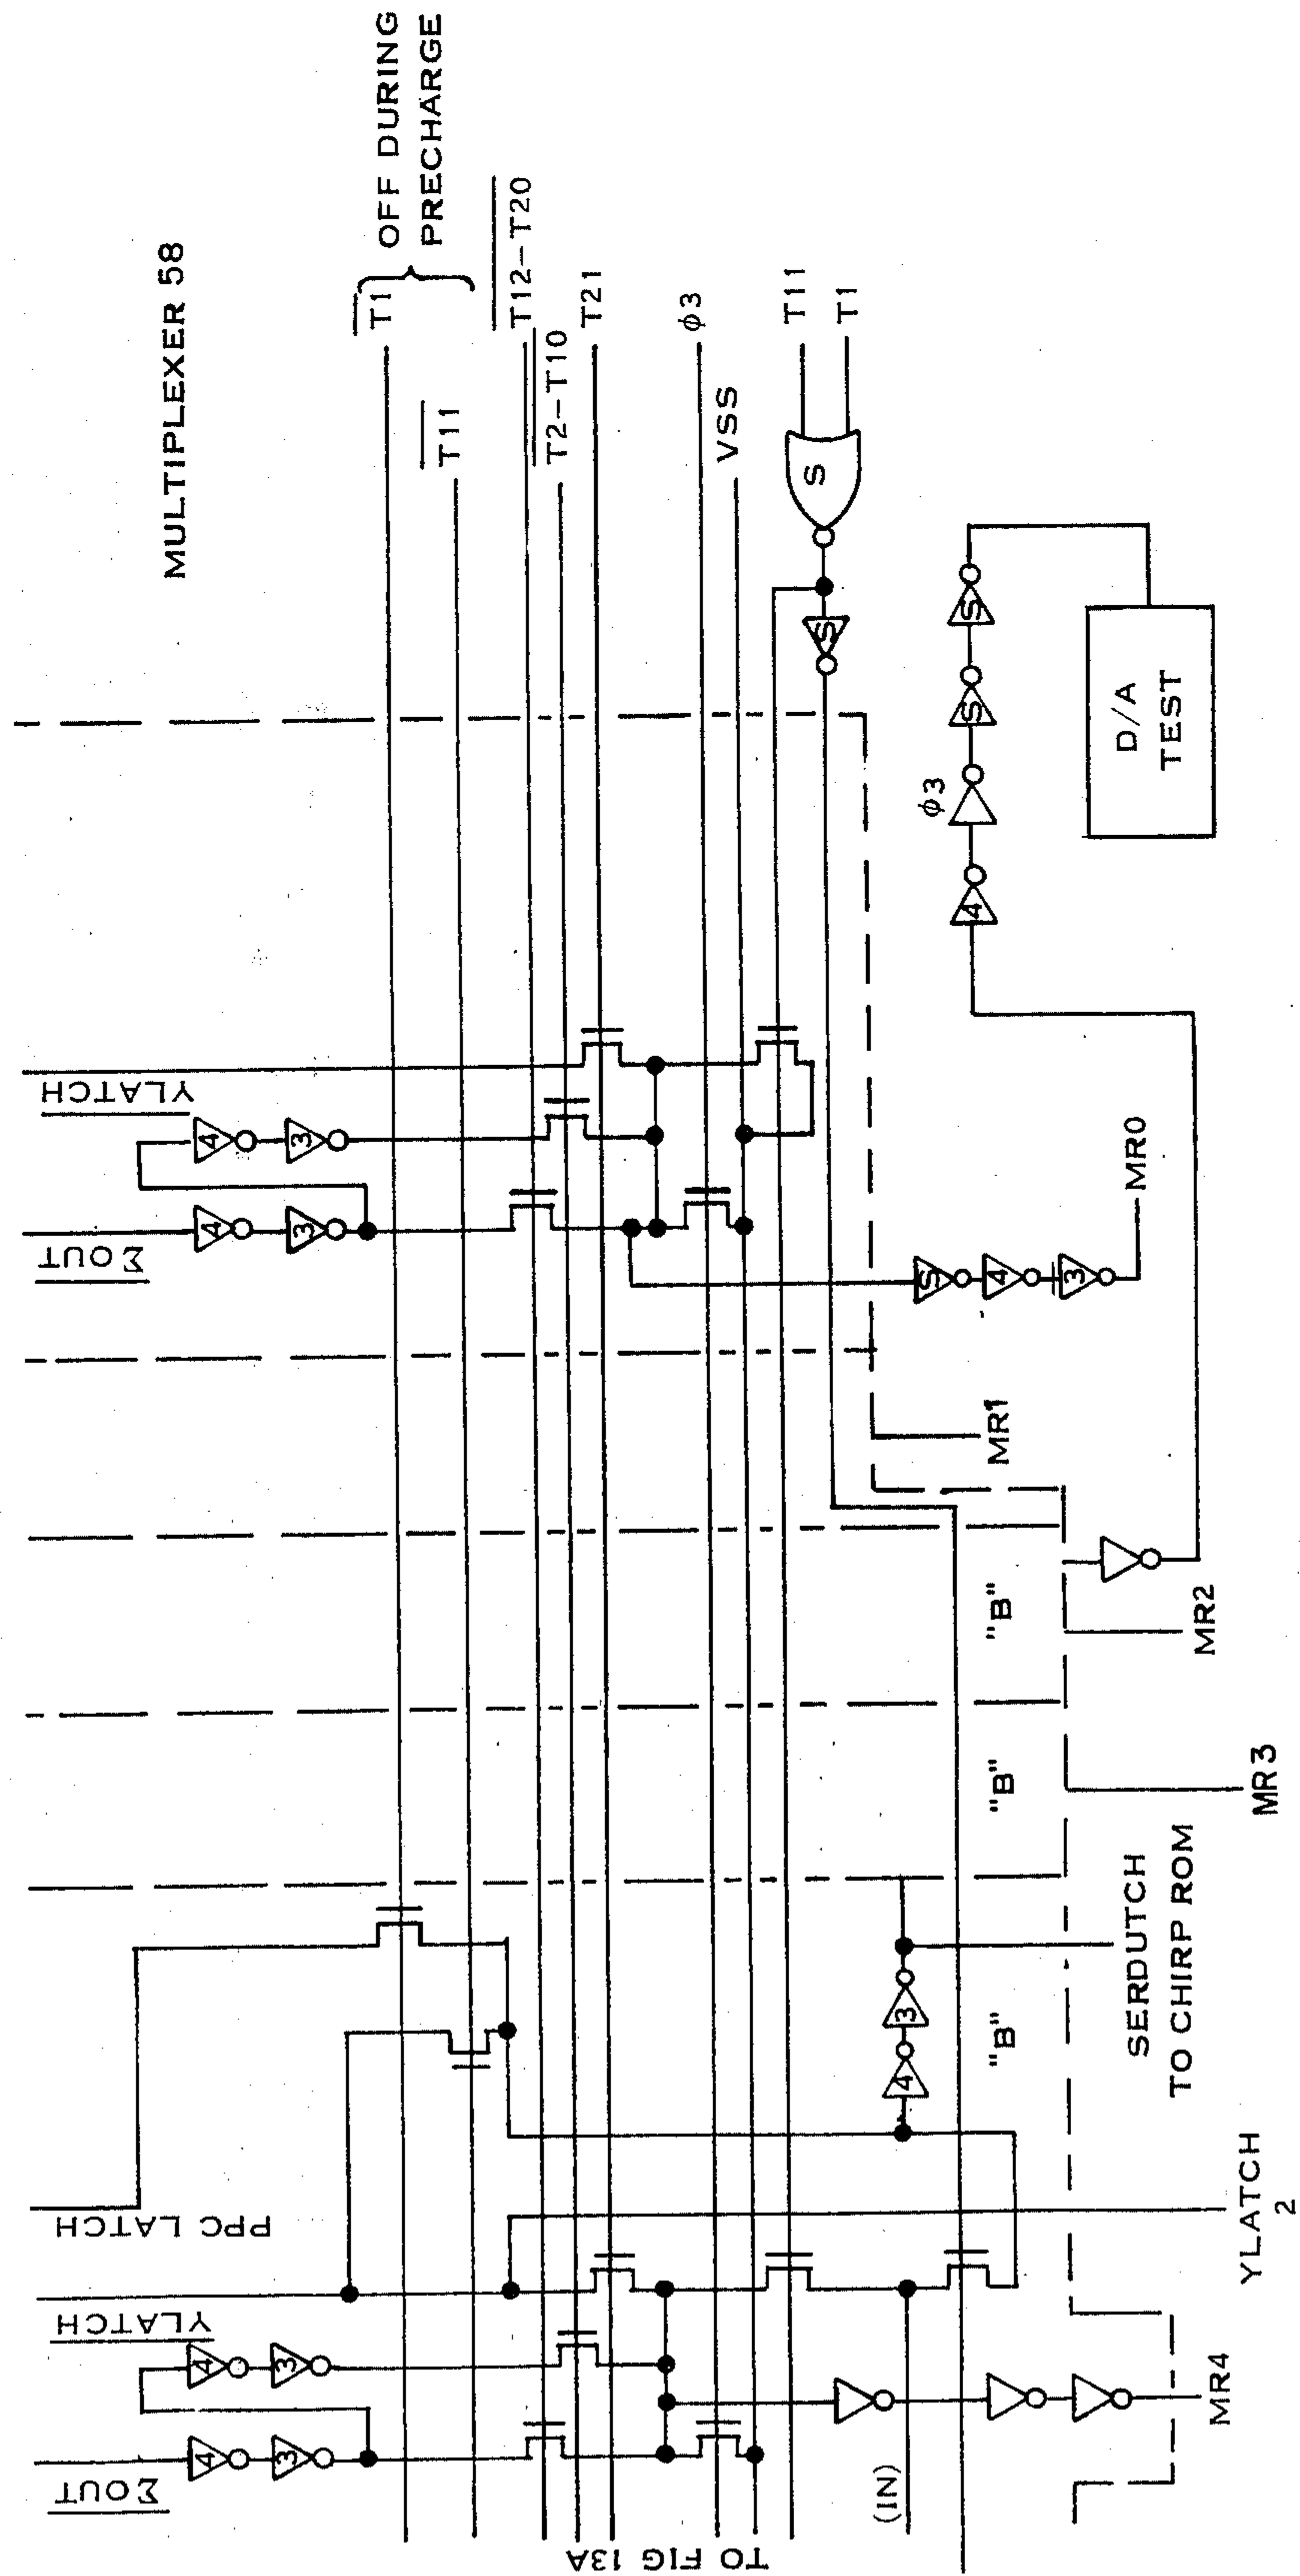 MULTIPLEXER 58
OFF DURING
PRECHARGE
T1
T11
T12–T20
T2–T10
T21
ϕ3
VSS
T11
T1
S
S
ΣOUT
YLATCH
4
3
4
3
ΣOUT
YLATCH
4
3
4
3
PPC LATCH
S
4
3
MR0
MR1
"B"
MR2
"B"
MR3
"B"
4
3
SERDUTCH
TO CHIRP ROM
YLATCH
2
MR4
(IN)
TO FIG 13A
4
ϕ3
S
S
D/A
TEST